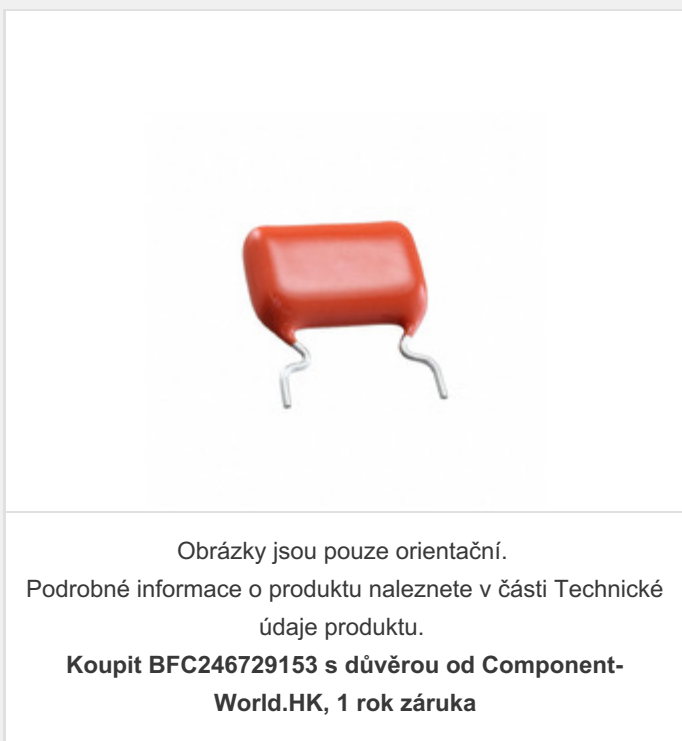 Obrázky jsou pouze orientační.
Podrobné informace o produktu naleznete v části Technické
údaje produktu.
Koupit BFC246729153 s důvěrou od Component-
World.HK, 1 rok záruka